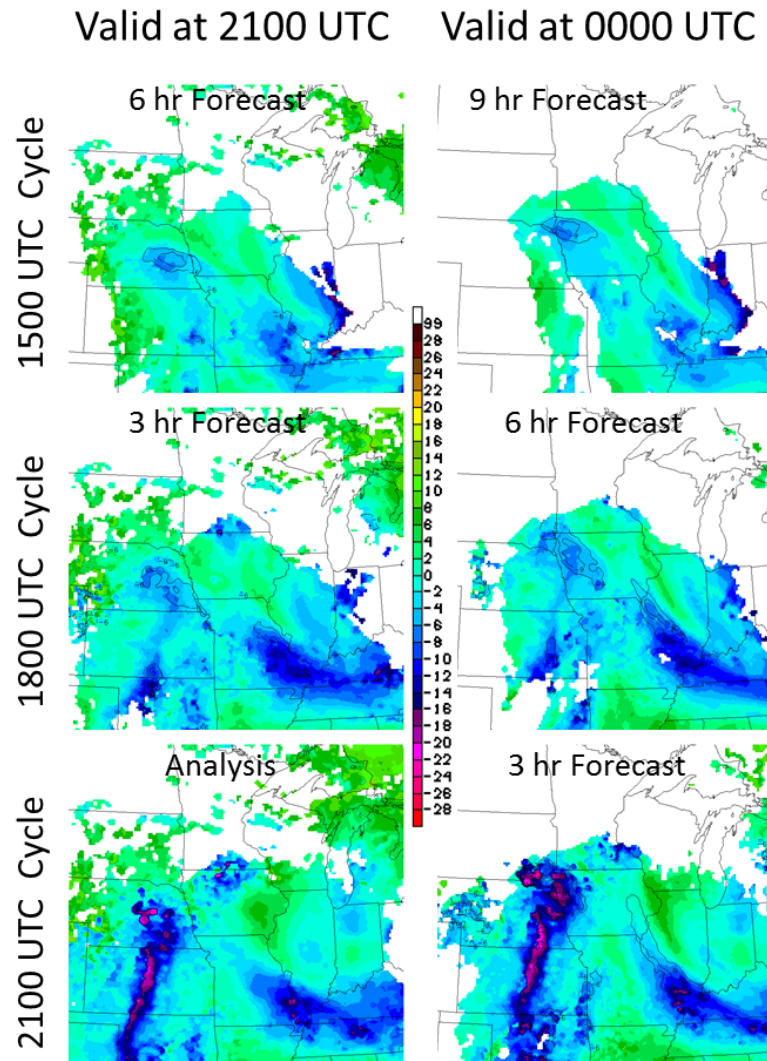 Valid at 2100 UTC
Valid at 0000 UTC
1500 UTC Cycle
6 hr Forecast
9 hr Forecast
99
28
26
24
22
20
18
16
14
12
10
8
6
4
2
0
-2
-4
-6
-8
-10
-12
-14
-16
-18
-20
-22
-24
-26
-28
1800 UTC Cycle
3 hr Forecast
6 hr Forecast
2100 UTC Cycle
Analysis
3 hr Forecast